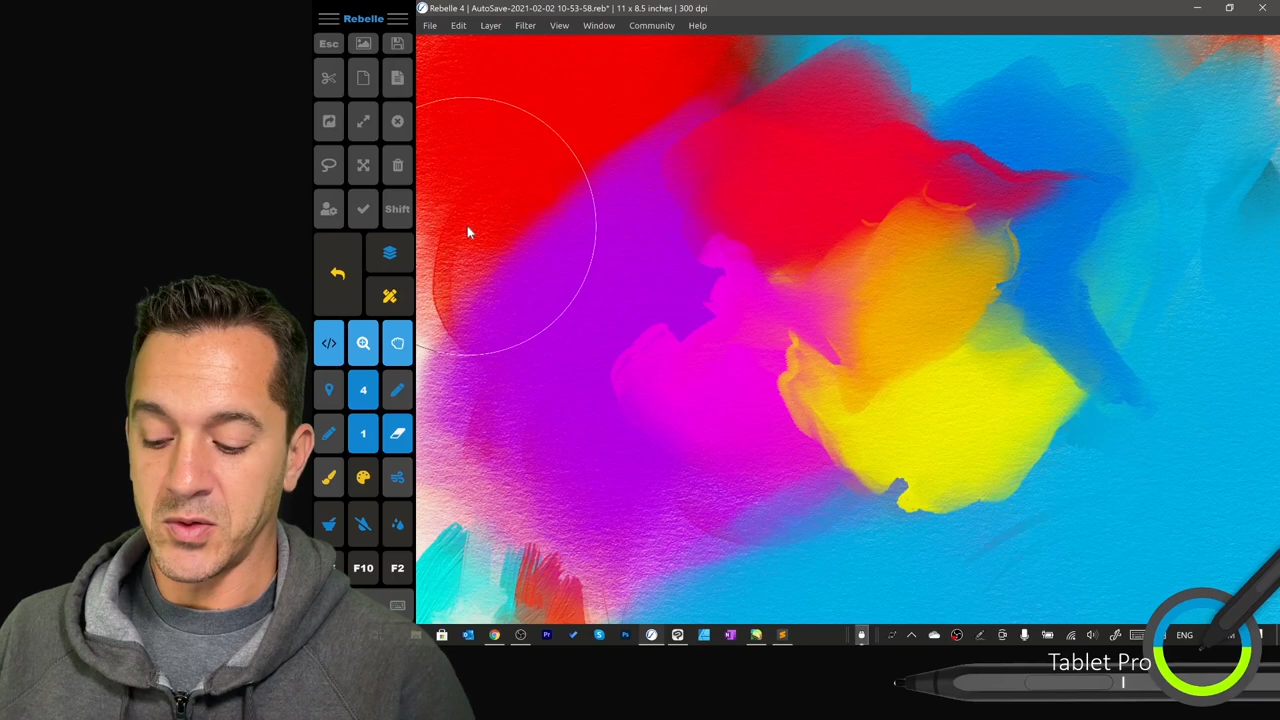 Rebelle
Rebelle 4 | AutoSave-2021-02-02 10-53-58.reb* | 11 x 8.5 inches | 300 dpi
File Edit Layer Filter View Window Community Help
Esc
Shift
4
1
F10 F2
ENG
Tablet Pro